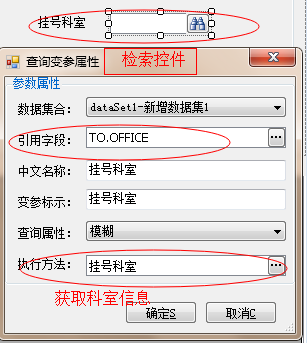 挂号科室
查询变参属性
检索控件
参数属性
数据集合： dataSet1-新增数据集1
引用字段： TO.OFFICE ...
中文名称： 挂号科室
变参标示： 挂号科室
查询属性： 模糊
执行方法： 挂号科室 ...
获取科室信息
确定S 取消C